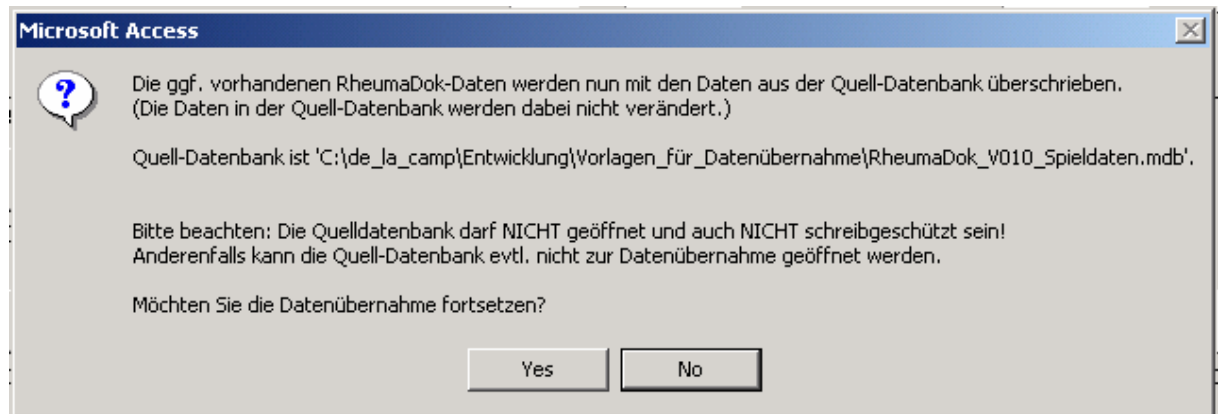 Microsoft Access
Die ggf. vorhandenen RheumaDok-Daten werden nun mit den Daten aus der Quell-Datenbank überschrieben.
(Die Daten in der Quell-Datenbank werden dabei nicht verändert.)
Quell-Datenbank ist 'C:\de_la_camp\Entwicklung\Vorlagen_für_Datenübernahme\RheumaDok_V010_Spieldaten.mdb'.
Bitte beachten: Die Quelldatenbank darf NICHT geöffnet und auch NICHT schreibgeschützt sein!
Anderenfalls kann die Quell-Datenbank evtl. nicht zur Datenübernahme geöffnet werden.
Möchten Sie die Datenübernahme fortsetzen?
Yes No